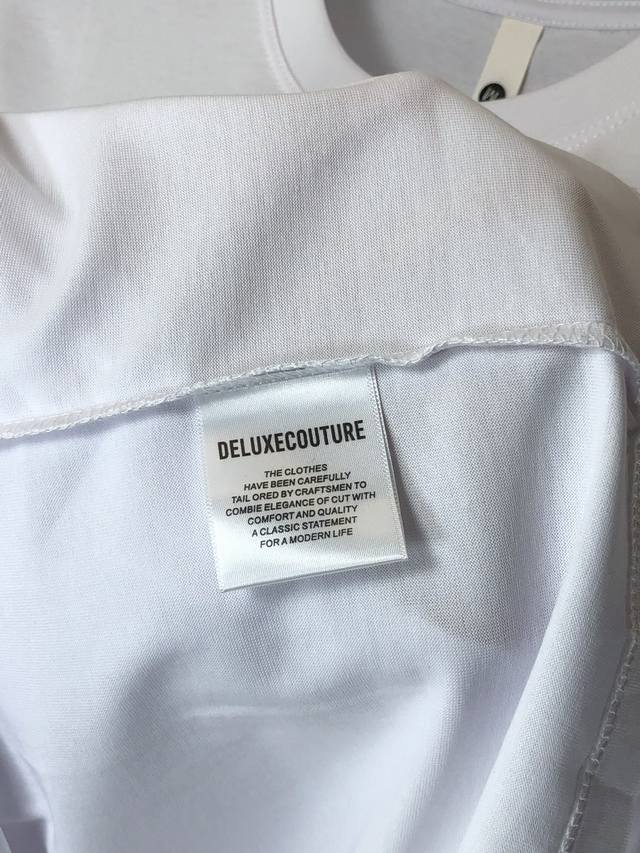 DELUXECOUTURE
THE CLOTHES
HAVE BEEN CAREFULLY
TAIL ORED BY CRAFTSMEN TO
COMBIE ELEGANCE OF CUT WITH
COMFORT AND QUALITY
A CLASSIC STATEMENT
FOR A MODERN LIFE